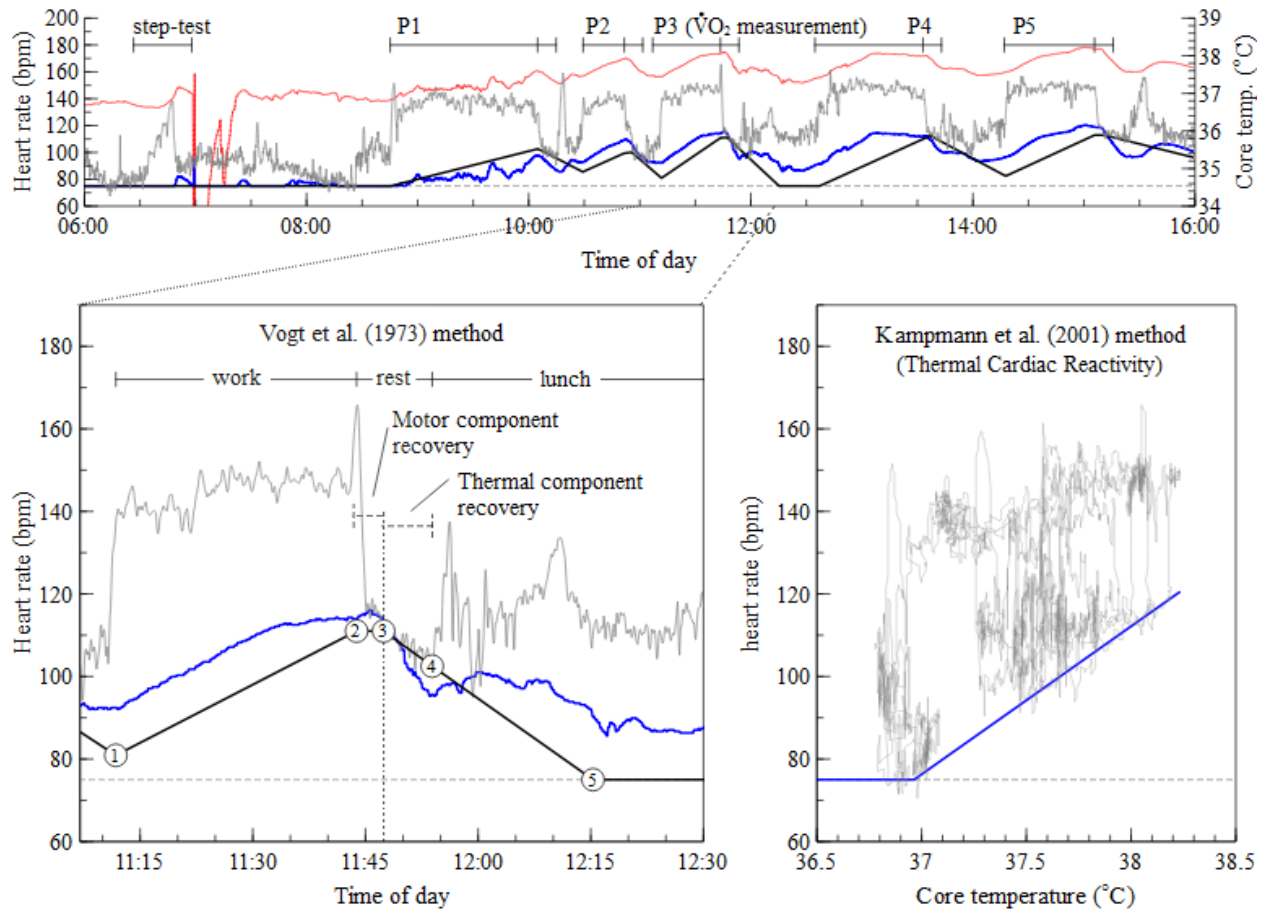 step-test P1 P2 P3 (V̇O₂ measurement) P4 P5
Heart rate (bpm)
200
180
160
140
120
100
80
60
39
38
37
36
35
34
Core temp. (°C)
06:00 08:00 10:00 12:00 14:00 16:00
Time of day
Vogt et al. (1973) method
work rest lunch
Motor component
recovery
Thermal component
recovery
Heart rate (bpm)
180
160
140
120
100
80
60
1
2
3
4
5
11:15 11:30 11:45 12:00 12:15 12:30
Time of day
Kampmann et al. (2001) method
(Thermal Cardiac Reactivity)
heart rate (bpm)
180
160
140
120
100
80
60
36.5 37 37.5 38 38.5
Core temperature (°C)